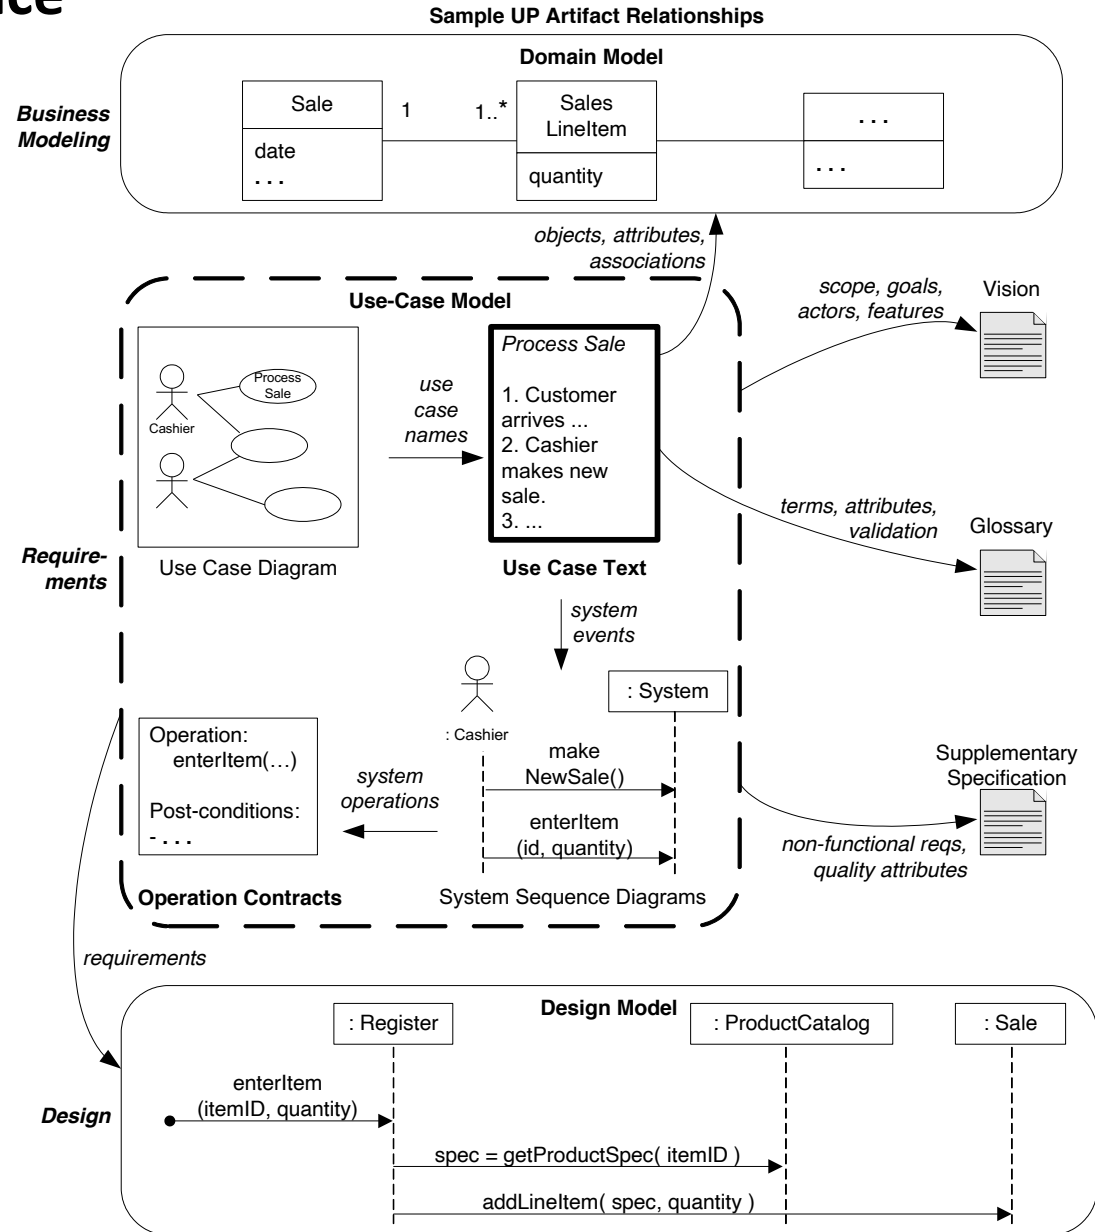 Sample UP Artifact Relationships
Domain Model
Business
Modeling
Sale
1
1..*
Sales
LineItem
. . .
date
. . .
quantity
. . .
objects, attributes,
associations
Use-Case Model
scope, goals,
actors, features
Vision
Process
Sale
Cashier
use
case
names
Process Sale
1. Customer
arrives ...
2. Cashier
makes new
sale.
3. ...
terms, attributes,
validation
Glossary
Require-
ments
Use Case Diagram
Use Case Text
system
events
: System
: Cashier
Operation:
enterItem(…)
Post-conditions:
- . . .
system
operations
make
NewSale()
enterItem
(id, quantity)
Supplementary
Specification
non-functional reqs,
quality attributes
Operation Contracts
System Sequence Diagrams
requirements
Design Model
: Register
: ProductCatalog
: Sale
Design
enterItem
(itemID, quantity)
spec = getProductSpec( itemID )
addLineItem( spec, quantity )